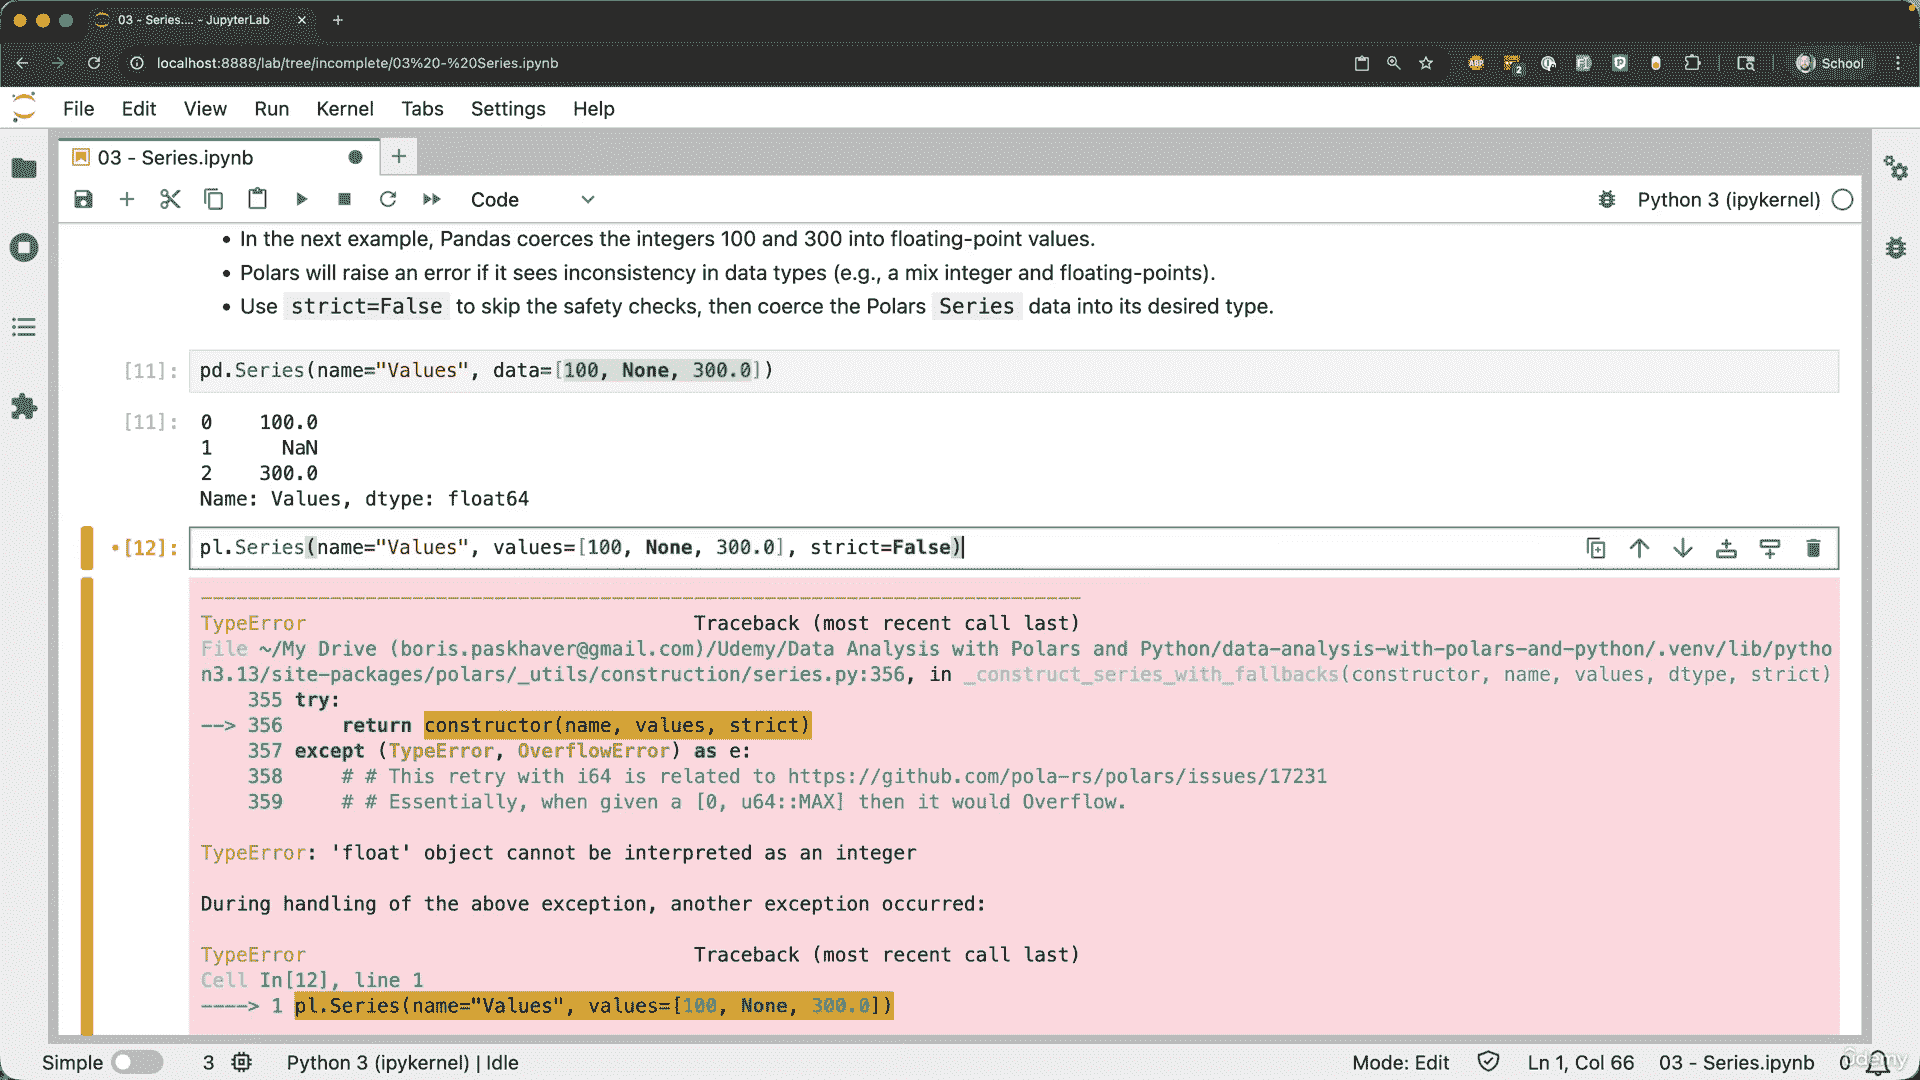 03 - Series.... - JupyterLab
localhost:8888/lab/tree/incomplete/03%20-%20Series.ipynb
ABP
2
School
File Edit View Run Kernel Tabs Settings Help
03 - Series.ipynb
Code
Python 3 (ipykernel)
• In the next example, Pandas coerces the integers 100 and 300 into floating-point values.
• Polars will raise an error if it sees inconsistency in data types (e.g., a mix integer and floating-points).
• Use strict=False to skip the safety checks, then coerce the Polars Series data into its desired type.
[11]: pd.Series(name="Values", data=[100, None, 300.0])
[11]: 0 100.0
1 NaN
2 300.0
Name: Values, dtype: float64
•[12]: pl.Series(name="Values", values=[100, None, 300.0], strict=False)
---------------------------------------------------------------------------
TypeError Traceback (most recent call last)
File ~/My Drive (boris.paskhaver@gmail.com)/Udemy/Data Analysis with Polars and Python/data-analysis-with-polars-and-python/.venv/lib/pytho
n3.13/site-packages/polars/_utils/construction/series.py:356, in _construct_series_with_fallbacks(constructor, name, values, dtype, strict)
355 try:
--> 356 return constructor(name, values, strict)
357 except (TypeError, OverflowError) as e:
358 # # This retry with i64 is related to https://github.com/pola-rs/polars/issues/17231
359 # # Essentially, when given a [0, u64::MAX] then it would Overflow.
TypeError: 'float' object cannot be interpreted as an integer
During handling of the above exception, another exception occurred:
TypeError Traceback (most recent call last)
Cell In[12], line 1
----> 1 pl.Series(name="Values", values=[100, None, 300.0])
Simple 3 Python 3 (ipykernel) | Idle Mode: Edit Ln 1, Col 66 03 - Series.ipynb 0
ûdemy